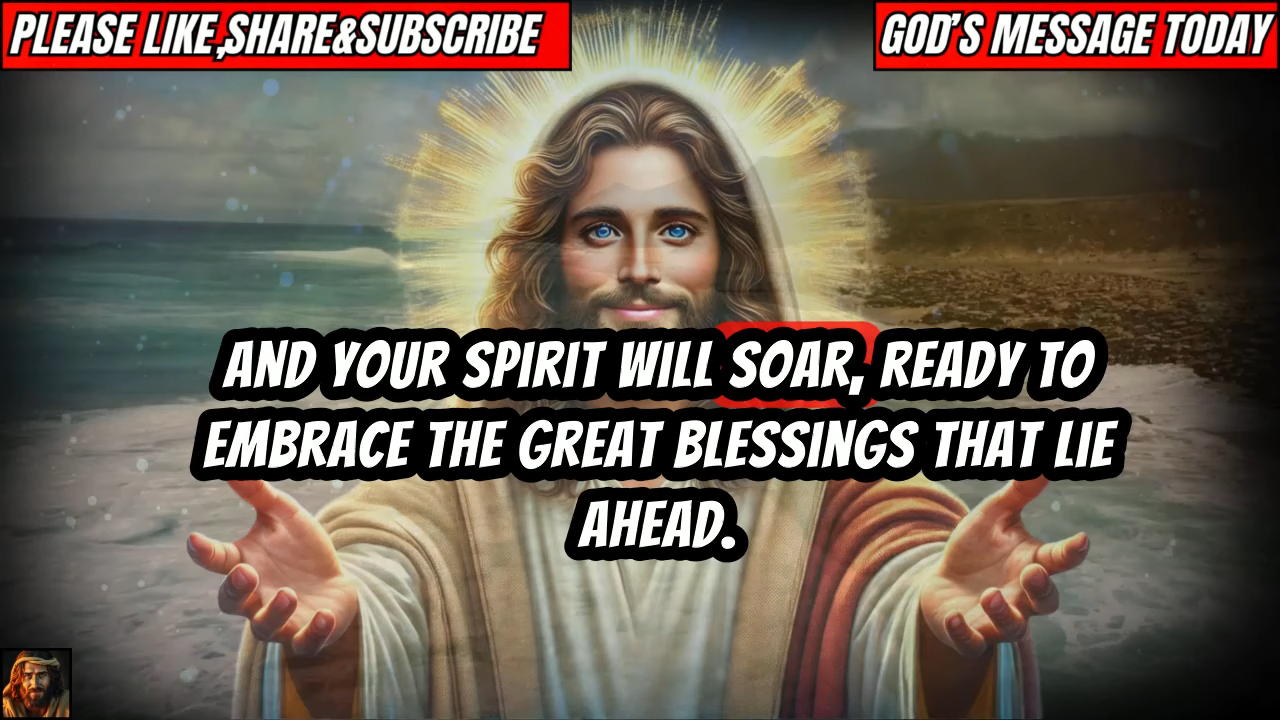 PLEASE LIKE,SHARE&SUBSCRIBE
GOD'S MESSAGE TODAY
AND YOUR SPIRIT WILL SOAR, READY TO
EMBRACE THE GREAT BLESSINGS THAT LIE
AHEAD.